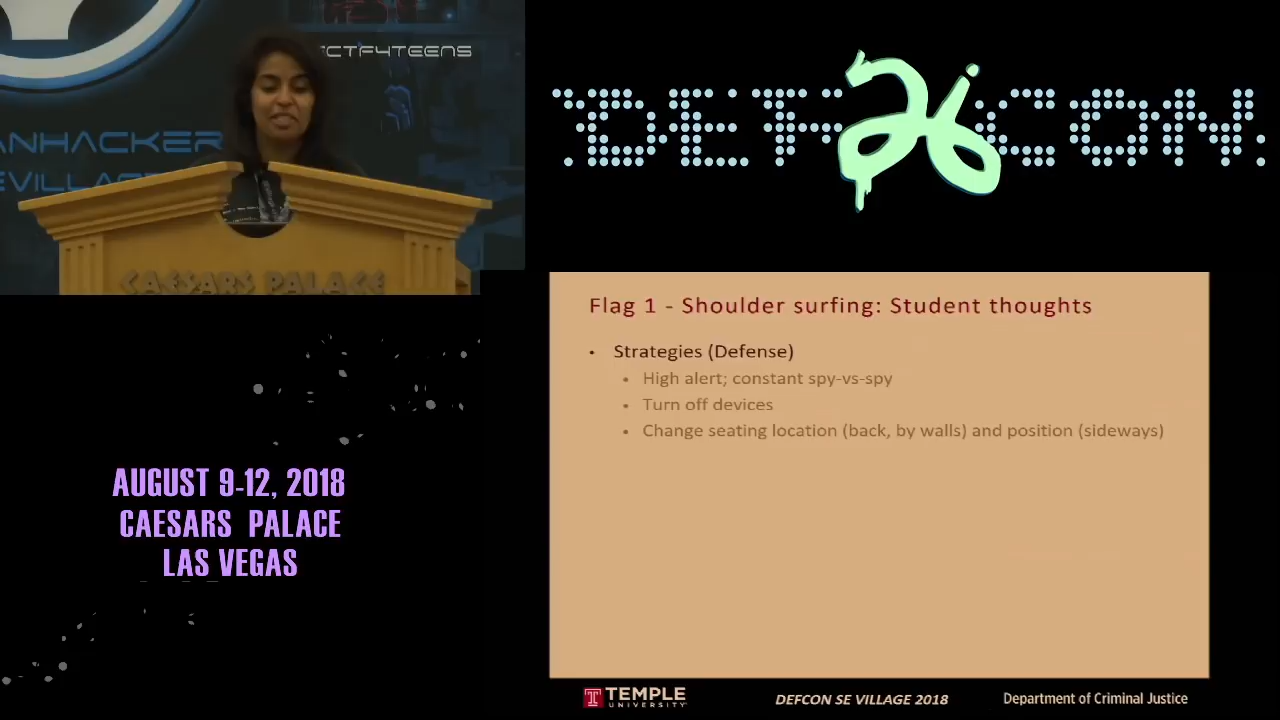 CTF4TEENS
ANHACKER
EVILLAG
CAESARS PALACE
DEFCON
26
AUGUST 9-12, 2018
CAESARS PALACE
LAS VEGAS
Flag 1 - Shoulder surfing: Student thoughts
• Strategies (Defense)
• High alert; constant spy-vs-spy
• Turn off devices
• Change seating location (back, by walls) and position (sideways)
TEMPLE
UNIVERSITY
DEFCON SE VILLAGE 2018
Department of Criminal Justice